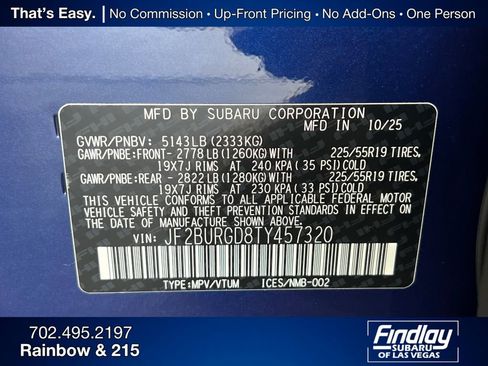 That's Easy. | No Commission • Up-Front Pricing • No Add-Ons • One Person
MFD BY SUBARU CORPORATION
MFD IN 10/25
GVWR/PNBV: 5143LB (2333KG)
GAWR/PNBE:FRONT- 2778LB (1260KG)WITH 225/55R19 TIRES,
19X7J RIMS AT 240 KPA (35 PSI) COLD
GAWR/PNBE:REAR - 2822LB (1280KG)WITH 225/55R19 TIRES,
19X7J RIMS AT 230 KPA (33 PSI) COLD
THIS VEHICLE CONFORMS TO ALL APPLICABLE FEDERAL MOTOR
VEHICLE SAFETY, BUMPER, AND THEFT PREVENTION STANDARDS
IN EFFECT ON THE DATE OF MANUFACTURE SHOWN ABOVE.
VIN: JF2BURGD8TY457320
TYPE:MPV/VTUM ICES/NMB-002
702.495.2197
Rainbow & 215
Findlay
SUBARU
OF LAS VEGAS